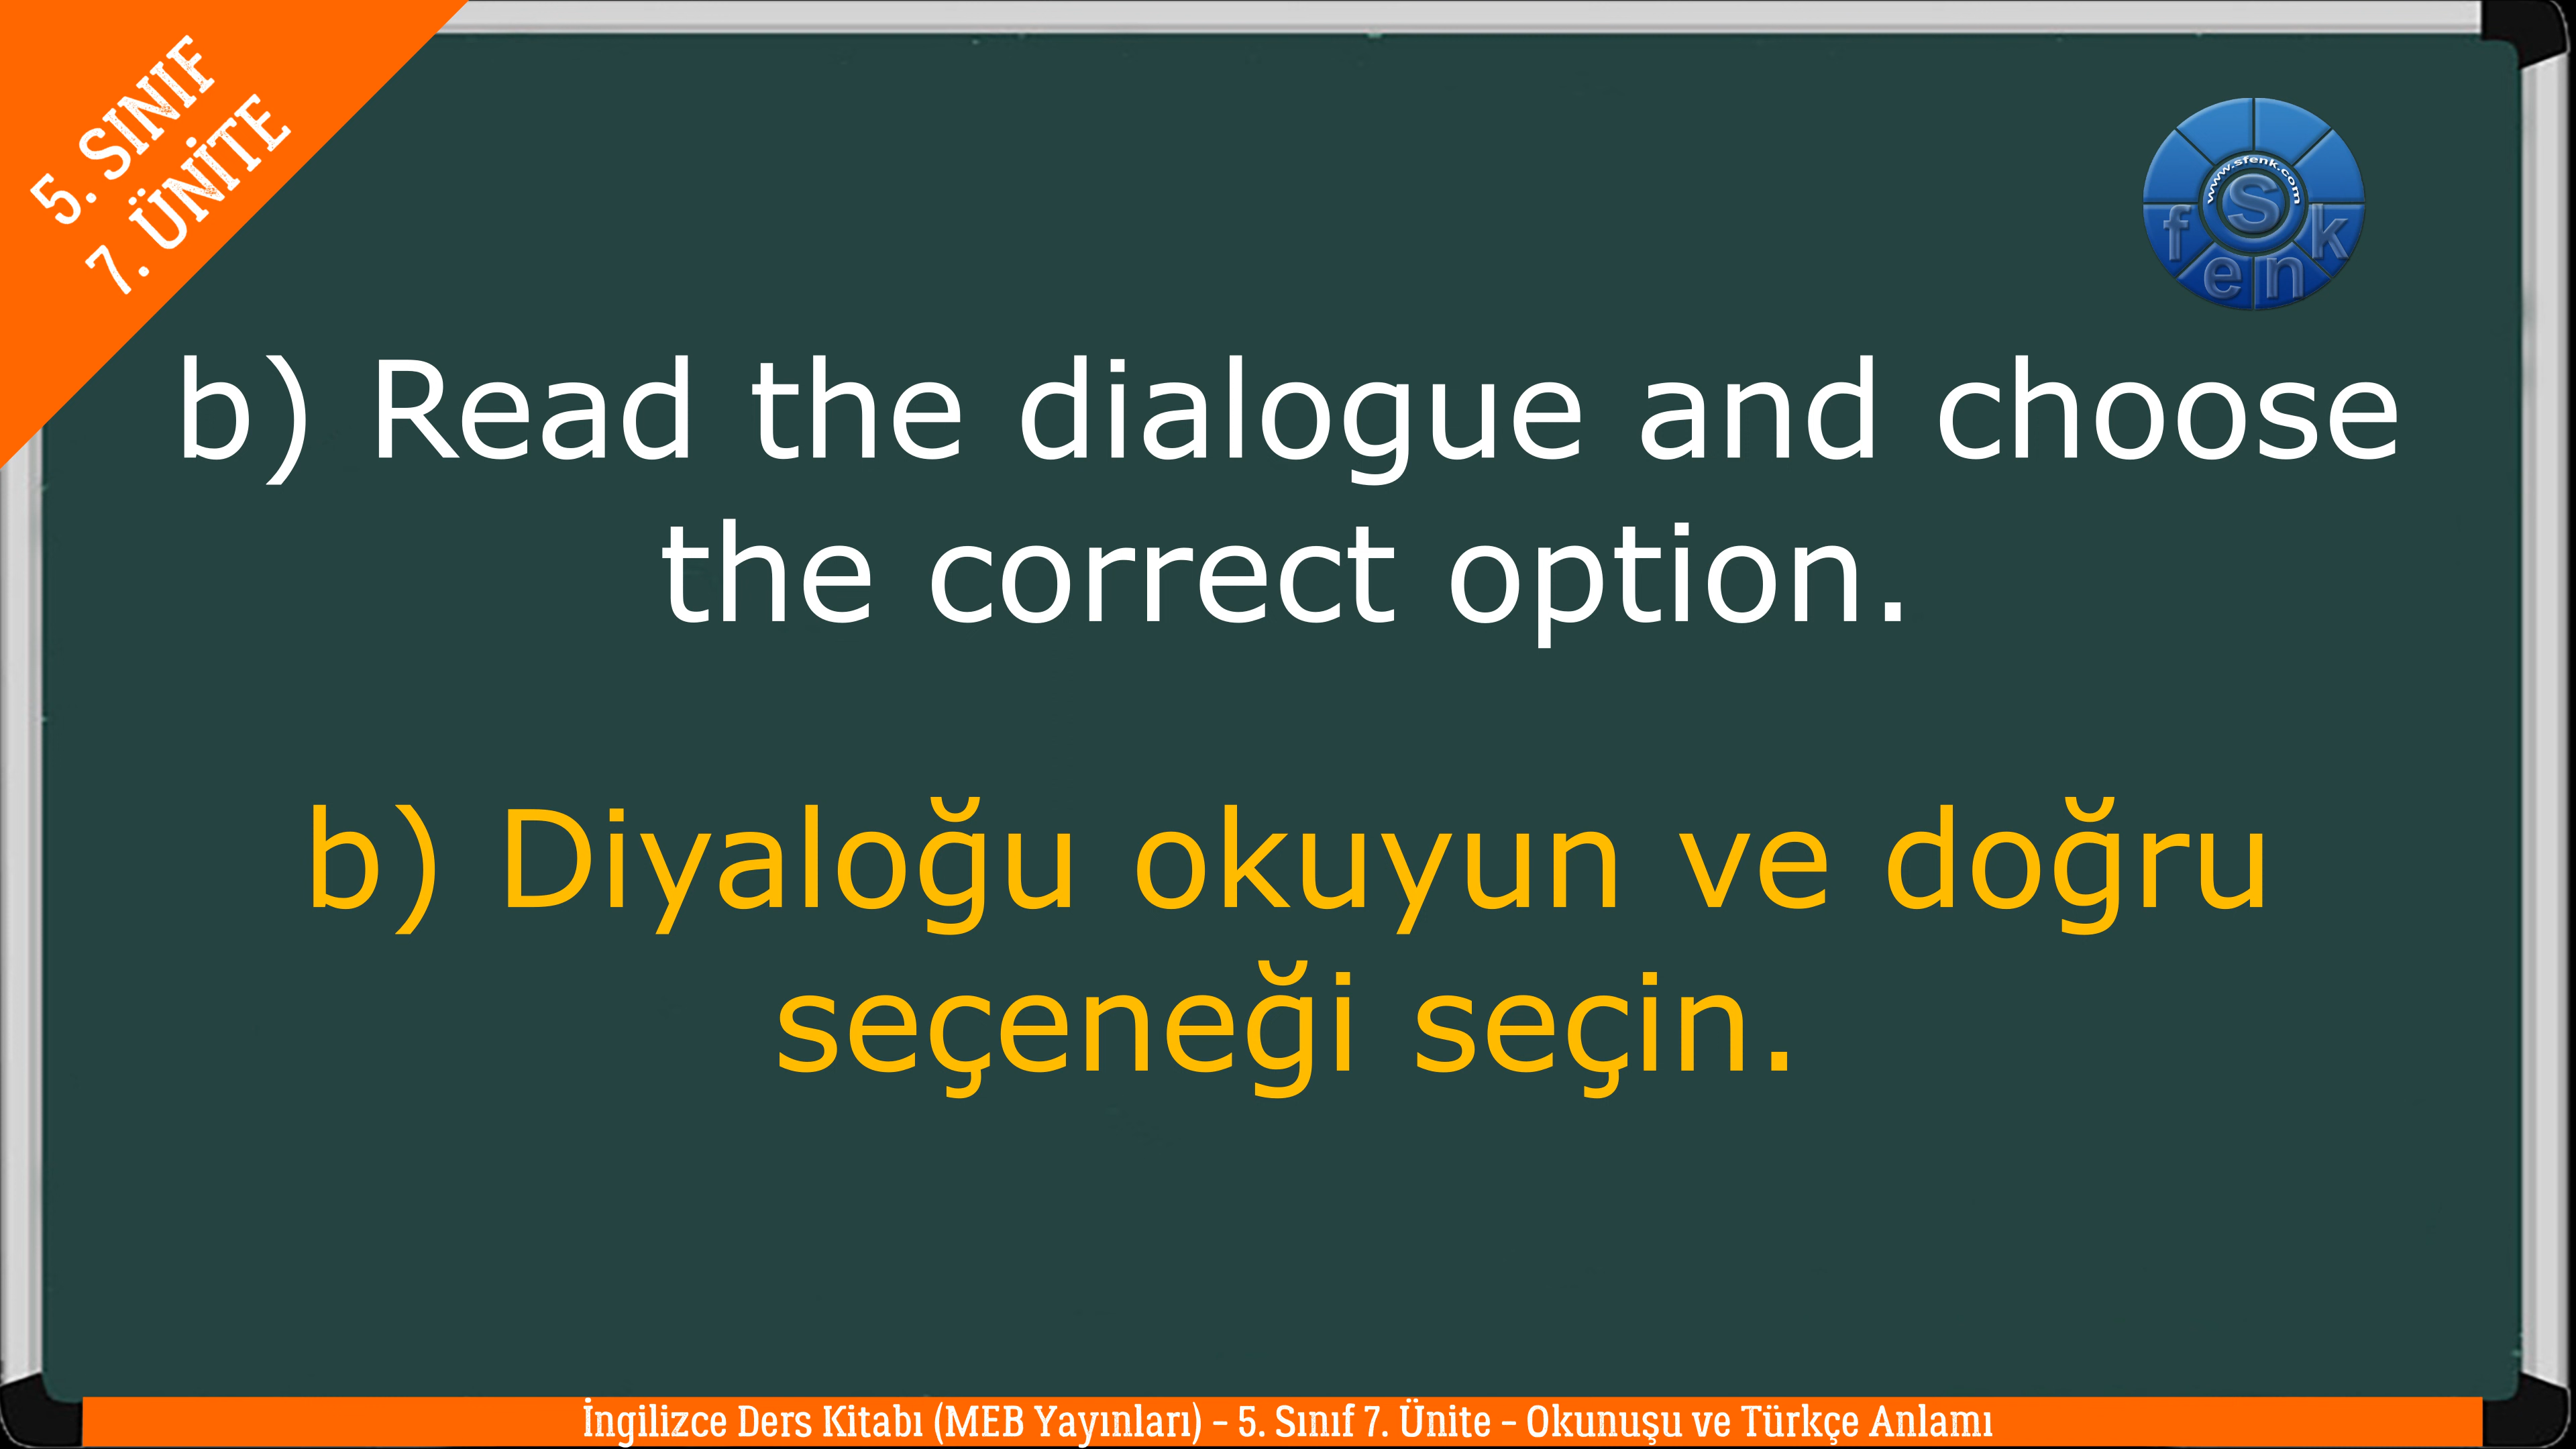 5. SINIF
7. ÜNİTE
www.sfenk.com
S
f e n k
b) Read the dialogue and choose
the correct option.
b) Diyaloğu okuyun ve doğru
seçeneği seçin.
İngilizce Ders Kitabı (MEB Yayınları) – 5. Sınıf 7. Ünite – Okunuşu ve Türkçe Anlamı